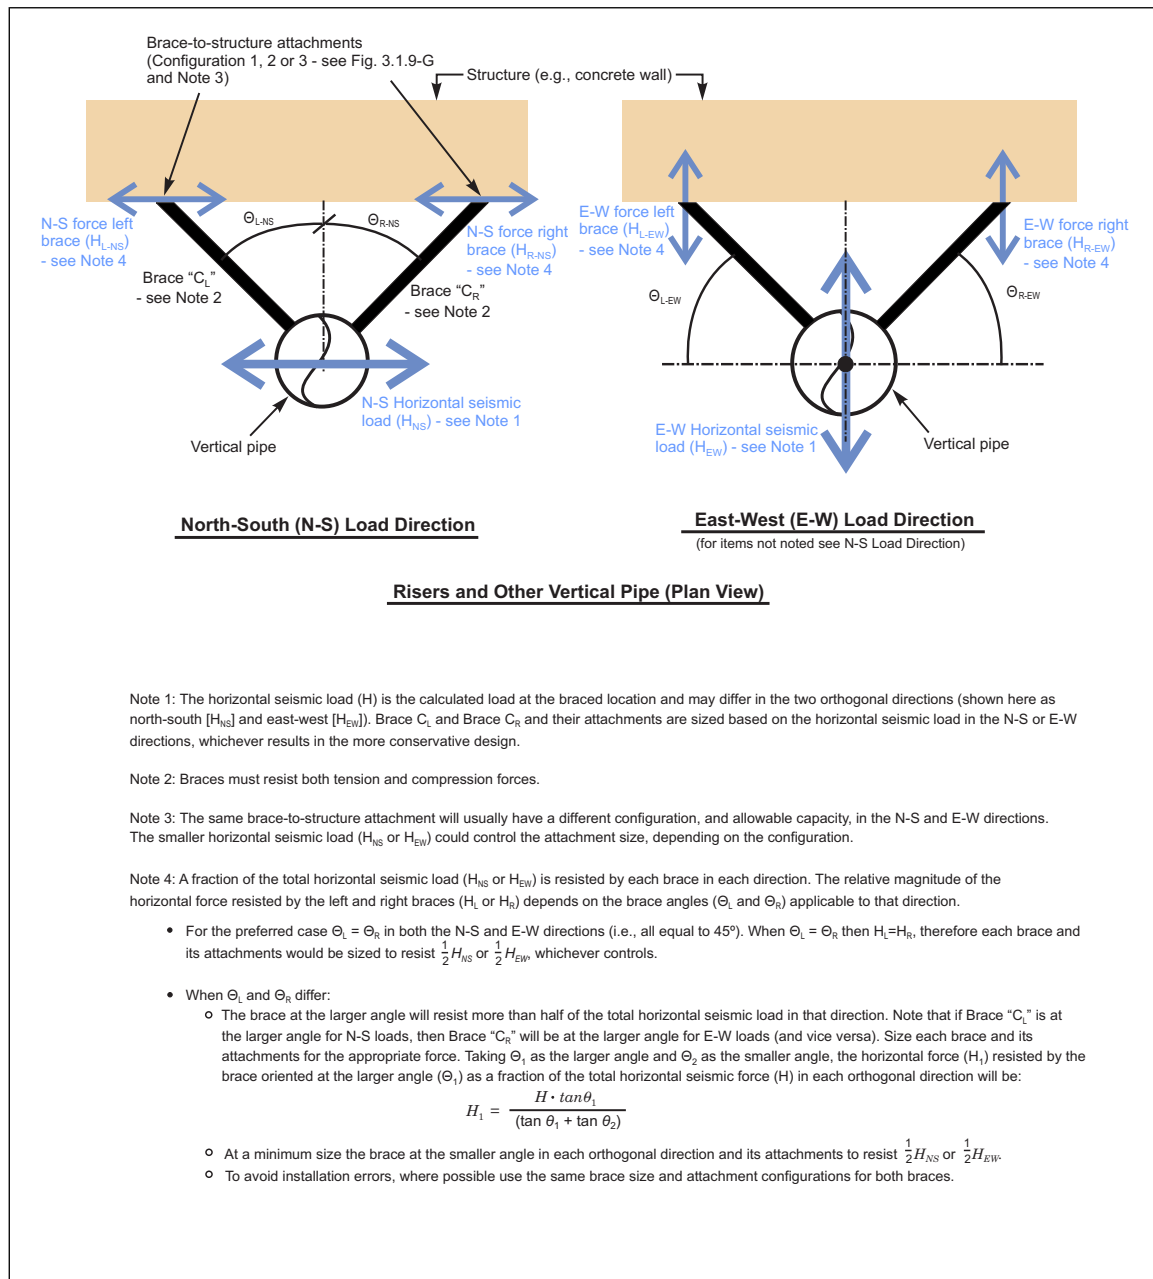 Brace-to-structure attachments
(Configuration 1, 2 or 3 - see Fig. 3.1.9-G
and Note 3)
Structure (e.g., concrete wall)
ΘL-NS
ΘR-NS
N-S force left
brace (HL-NS)
- see Note 4
N-S force right
brace (HR-NS)
- see Note 4
Brace “CL”
- see Note 2
Brace “CR”
- see Note 2
N-S Horizontal seismic
load (HNS) - see Note 1
Vertical pipe
North-South (N-S) Load Direction
E-W force left
brace (HL-EW)
- see Note 4
E-W force right
brace (HR-EW)
- see Note 4
ΘL-EW
ΘR-EW
E-W Horizontal seismic
load (HEW) - see Note 1
Vertical pipe
East-West (E-W) Load Direction
(for items not noted see N-S Load Direction)
Risers and Other Vertical Pipe (Plan View)
Note 1: The horizontal seismic load (H) is the calculated load at the braced location and may differ in the two orthogonal directions (shown here as
north-south [HNS] and east-west [HEW]). Brace CL and Brace CR and their attachments are sized based on the horizontal seismic load in the N-S or E-W
directions, whichever results in the more conservative design.
Note 2: Braces must resist both tension and compression forces.
Note 3: The same brace-to-structure attachment will usually have a different configuration, and allowable capacity, in the N-S and E-W directions.
The smaller horizontal seismic load (HNS or HEW) could control the attachment size, depending on the configuration.
Note 4: A fraction of the total horizontal seismic load (HNS or HEW) is resisted by each brace in each direction. The relative magnitude of the
horizontal force resisted by the left and right braces (HL or HR) depends on the brace angles (ΘL and ΘR) applicable to that direction.
• For the preferred case ΘL = ΘR in both the N-S and E-W directions (i.e., all equal to 45º). When ΘL = ΘR then HL=HR, therefore each brace and
its attachments would be sized to resist 1/2 HNS or 1/2 HEW, whichever controls.
• When ΘL and ΘR differ:
o The brace at the larger angle will resist more than half of the total horizontal seismic load in that direction. Note that if Brace “CL” is at
the larger angle for N-S loads, then Brace “CR” will be at the larger angle for E-W loads (and vice versa). Size each brace and its
attachments for the appropriate force. Taking Θ1 as the larger angle and Θ2 as the smaller angle, the horizontal force (H1) resisted by the
brace oriented at the larger angle (Θ1) as a fraction of the total horizontal seismic force (H) in each orthogonal direction will be:
H1 = H · tanθ1 / (tan θ1 + tan θ2)
o At a minimum size the brace at the smaller angle in each orthogonal direction and its attachments to resist 1/2 HNS or 1/2 HEW.
o To avoid installation errors, where possible use the same brace size and attachment configurations for both braces.